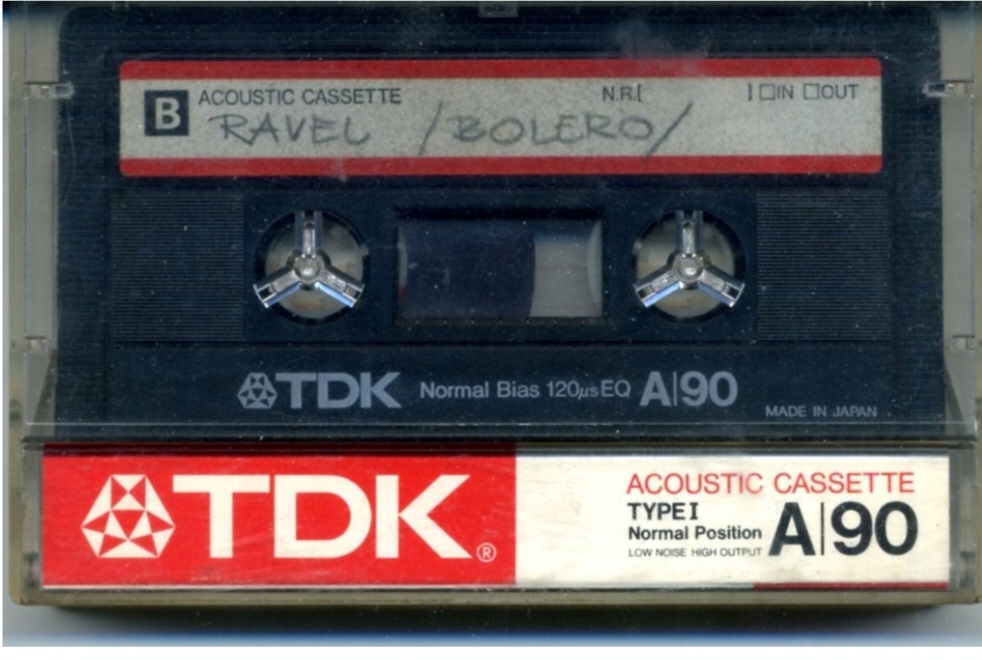 B ACOUSTIC CASSETTE N.R.[ ] IN OUT
RAVEL /BOLERO/
TDK Normal Bias 120μs EQ A|90
MADE IN JAPAN
TDK®
ACOUSTIC CASSETTE
TYPE I
Normal Position
LOW NOISE HIGH OUTPUT
A|90